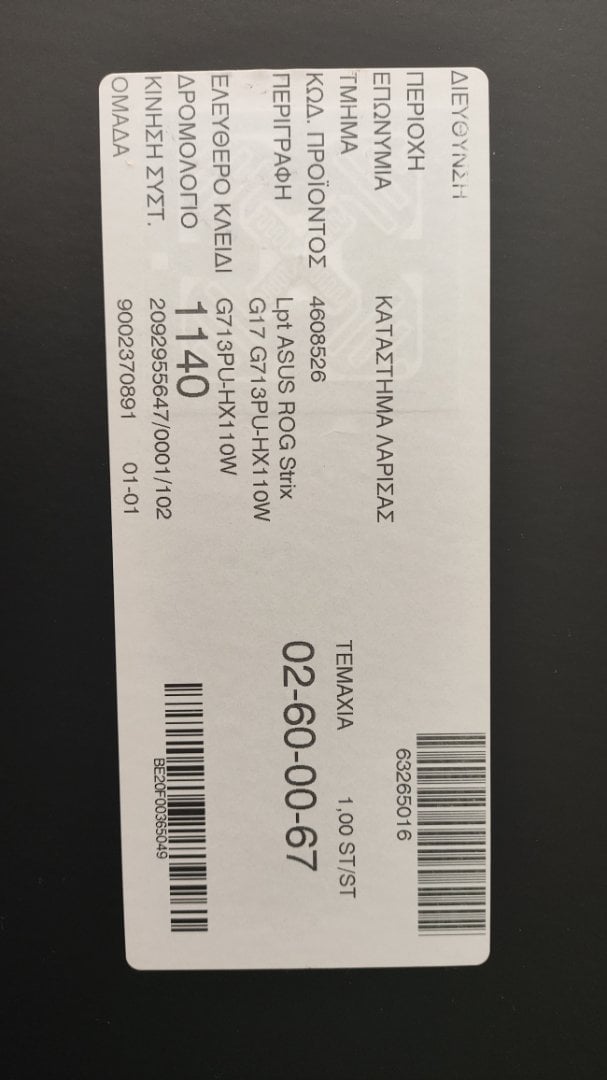 ΔΙΕΥΘΥΝΣΗ
63265016
ΠΕΡΙΟΧΗ
ΕΠΩΝΥΜΙΑ ΚΑΤΑΣΤΗΜΑ ΛΑΡΙΣΑΣ
ΤΜΗΜΑ ΤΕΜΑΧΙΑ 1,00 ST/ST
ΚΩΔ. ΠΡΟΪΟΝΤΟΣ 4608526
ΠΕΡΙΓΡΑΦΗ Lpt ASUS ROG Strix 02-60-00-67
G17 G713PU-HX110W
ΕΛΕΥΘΕΡΟ ΚΛΕΙΔΙ G713PU-HX110W
ΔΡΟΜΟΛΟΓΙΟ 1140
ΚΙΝΗΣΗ ΣΥΣΤ. 2092955647/0001/102 BE20F00365049
ΟΜΑΔΑ 9002370891 01-01